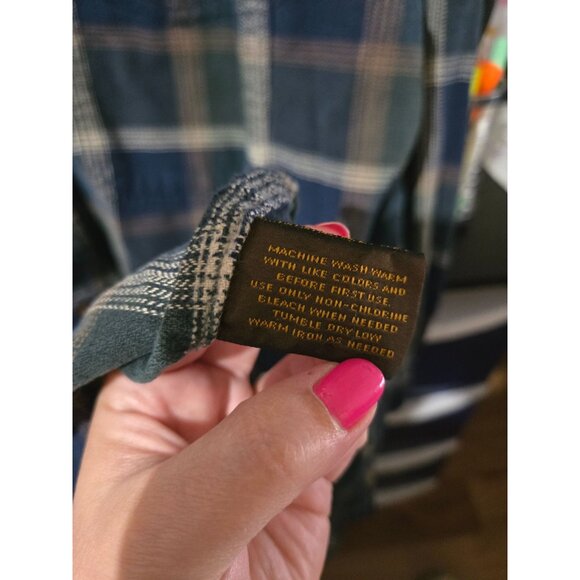 MACHINE WASH WARM
WITH LIKE COLORS AND
BEFORE FIRST USE.
USE ONLY NON-CHLORINE
BLEACH WHEN NEEDED
TUMBLE DRY LOW
WARM IRON AS NEEDED